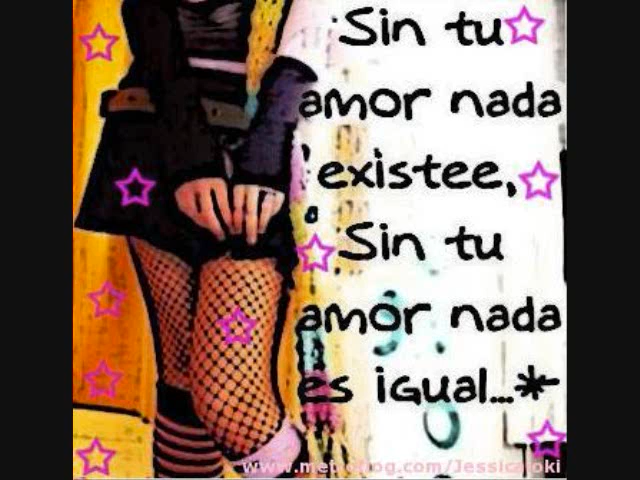 Sin tu
amor nada
existee,
Sin tu
amor nada
es igual...*